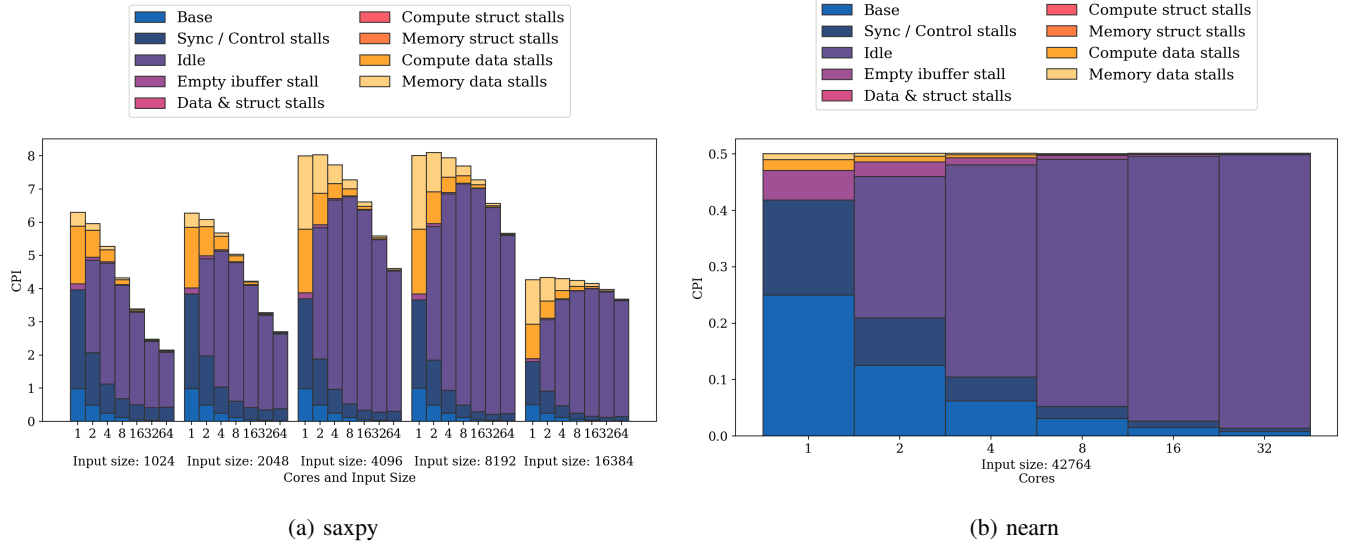 Base
Sync / Control stalls
Idle
Empty ibuffer stall
Data & struct stalls
Compute struct stalls
Memory struct stalls
Compute data stalls
Memory data stalls
CPI
8
7
6
5
4
3
2
1
0
1 2 4 8 163264 1 2 4 8 163264 1 2 4 8 163264 1 2 4 8 163264 1 2 4 8 163264
Input size: 1024 Input size: 2048 Input size: 4096 Input size: 8192 Input size: 16384
Cores and Input Size
(a) saxpy
Base
Sync / Control stalls
Idle
Empty ibuffer stall
Data & struct stalls
Compute struct stalls
Memory struct stalls
Compute data stalls
Memory data stalls
CPI
0.5
0.4
0.3
0.2
0.1
0.0
1 2 4 8 16 32
Input size: 42764
Cores
(b) nearn